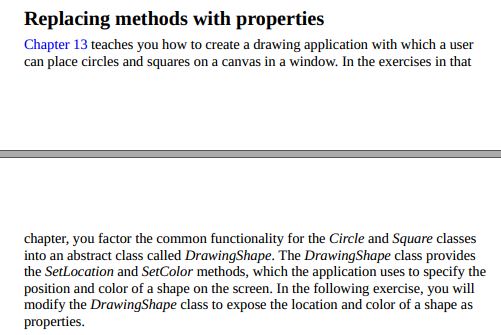 Replacing methods with properties
Chapter 13 teaches you how to create a drawing application with which a user
can place circles and squares on a canvas in a window. In the exercises in that
chapter, you factor the common functionality for the Circle and Square classes
into an abstract class called DrawingShape. The DrawingShape class provides
the SetLocation and SetColor methods, which the application uses to specify the
position and color of a shape on the screen. In the following exercise, you will
modify the DrawingShape class to expose the location and color of a shape as
properties.